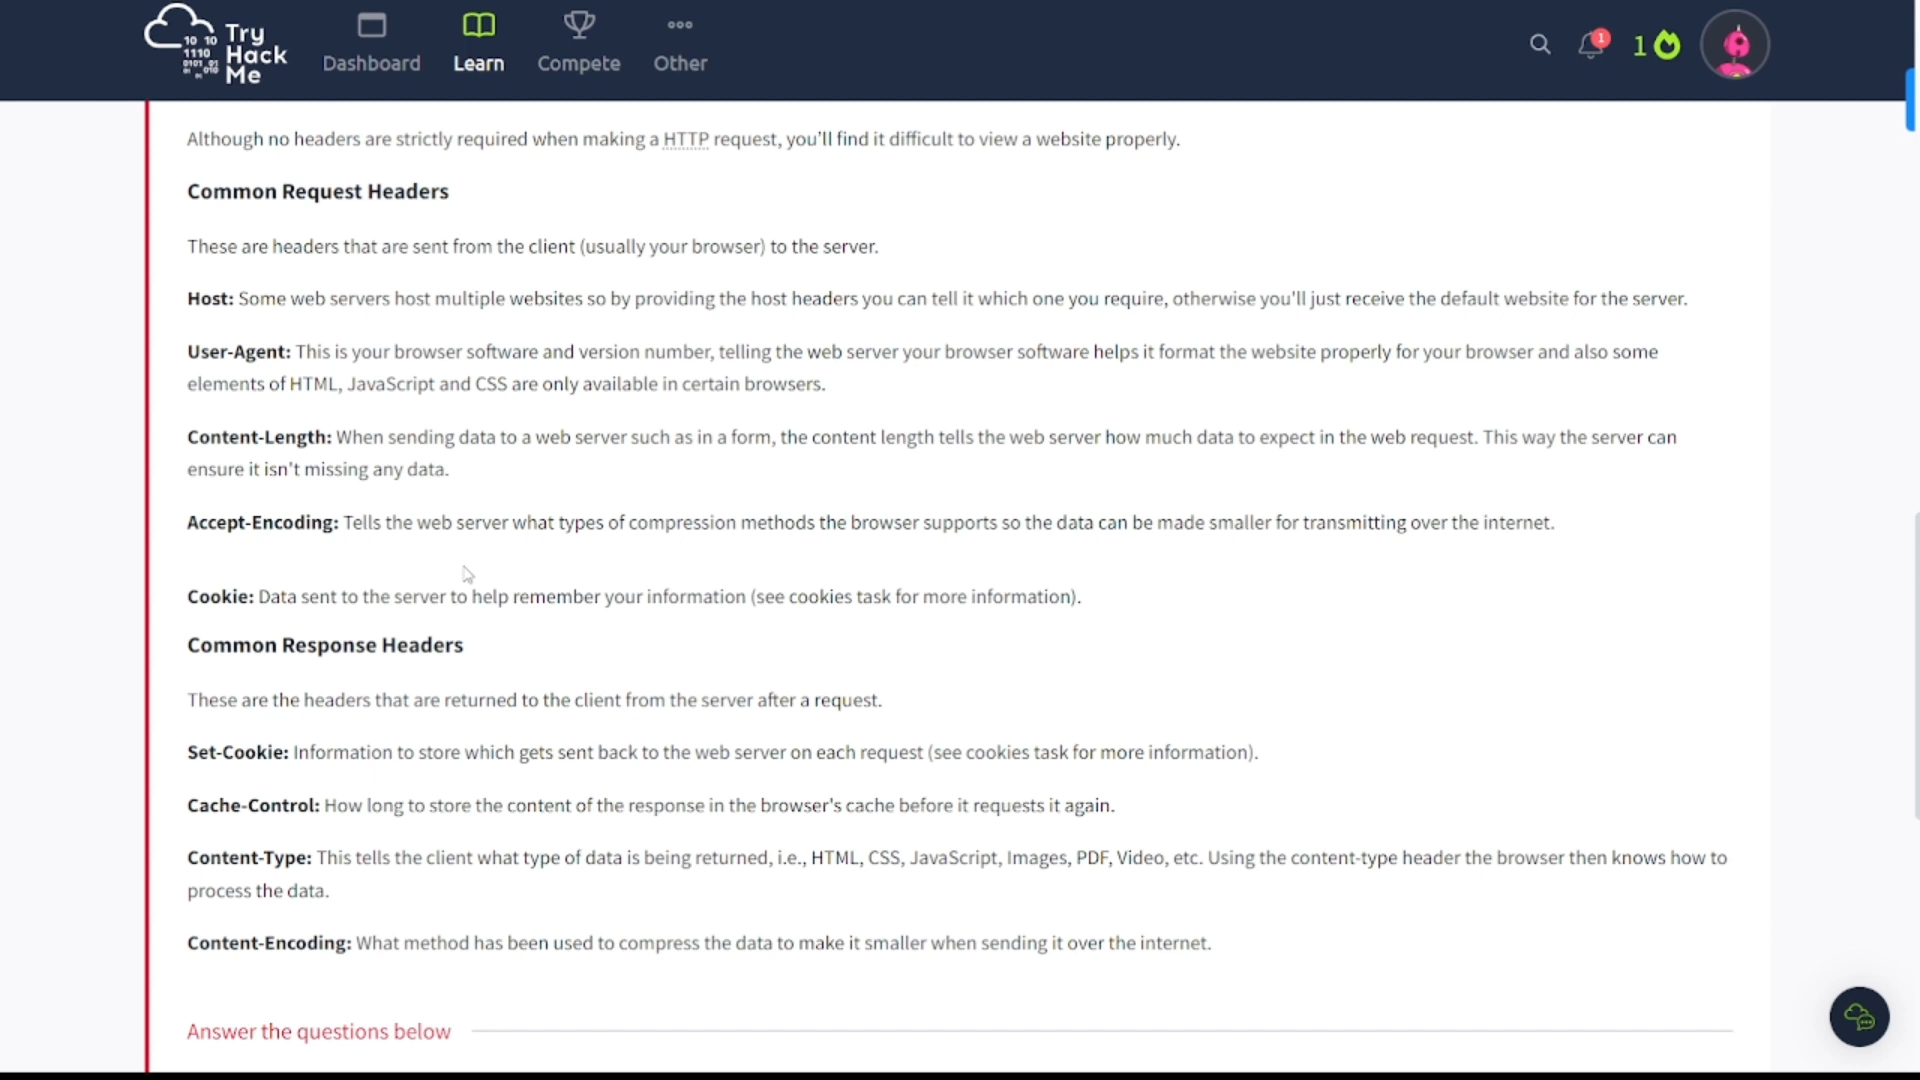 Try
Hack
Me
10 10
1110
Dashboard
Learn
Compete
Other
1
1
Although no headers are strictly required when making a HTTP request, you'll find it difficult to view a website properly.
Common Request Headers
These are headers that are sent from the client (usually your browser) to the server.
Host: Some web servers host multiple websites so by providing the host headers you can tell it which one you require, otherwise you'll just receive the default website for the server.
User-Agent: This is your browser software and version number, telling the web server your browser software helps it format the website properly for your browser and also some
elements of HTML, JavaScript and CSS are only available in certain browsers.
Content-Length: When sending data to a web server such as in a form, the content length tells the web server how much data to expect in the web request. This way the server can
ensure it isn't missing any data.
Accept-Encoding: Tells the web server what types of compression methods the browser supports so the data can be made smaller for transmitting over the internet.
Cookie: Data sent to the server to help remember your information (see cookies task for more information).
Common Response Headers
These are the headers that are returned to the client from the server after a request.
Set-Cookie: Information to store which gets sent back to the web server on each request (see cookies task for more information).
Cache-Control: How long to store the content of the response in the browser's cache before it requests it again.
Content-Type: This tells the client what type of data is being returned, i.e., HTML, CSS, JavaScript, Images, PDF, Video, etc. Using the content-type header the browser then knows how to
process the data.
Content-Encoding: What method has been used to compress the data to make it smaller when sending it over the internet.
Answer the questions below